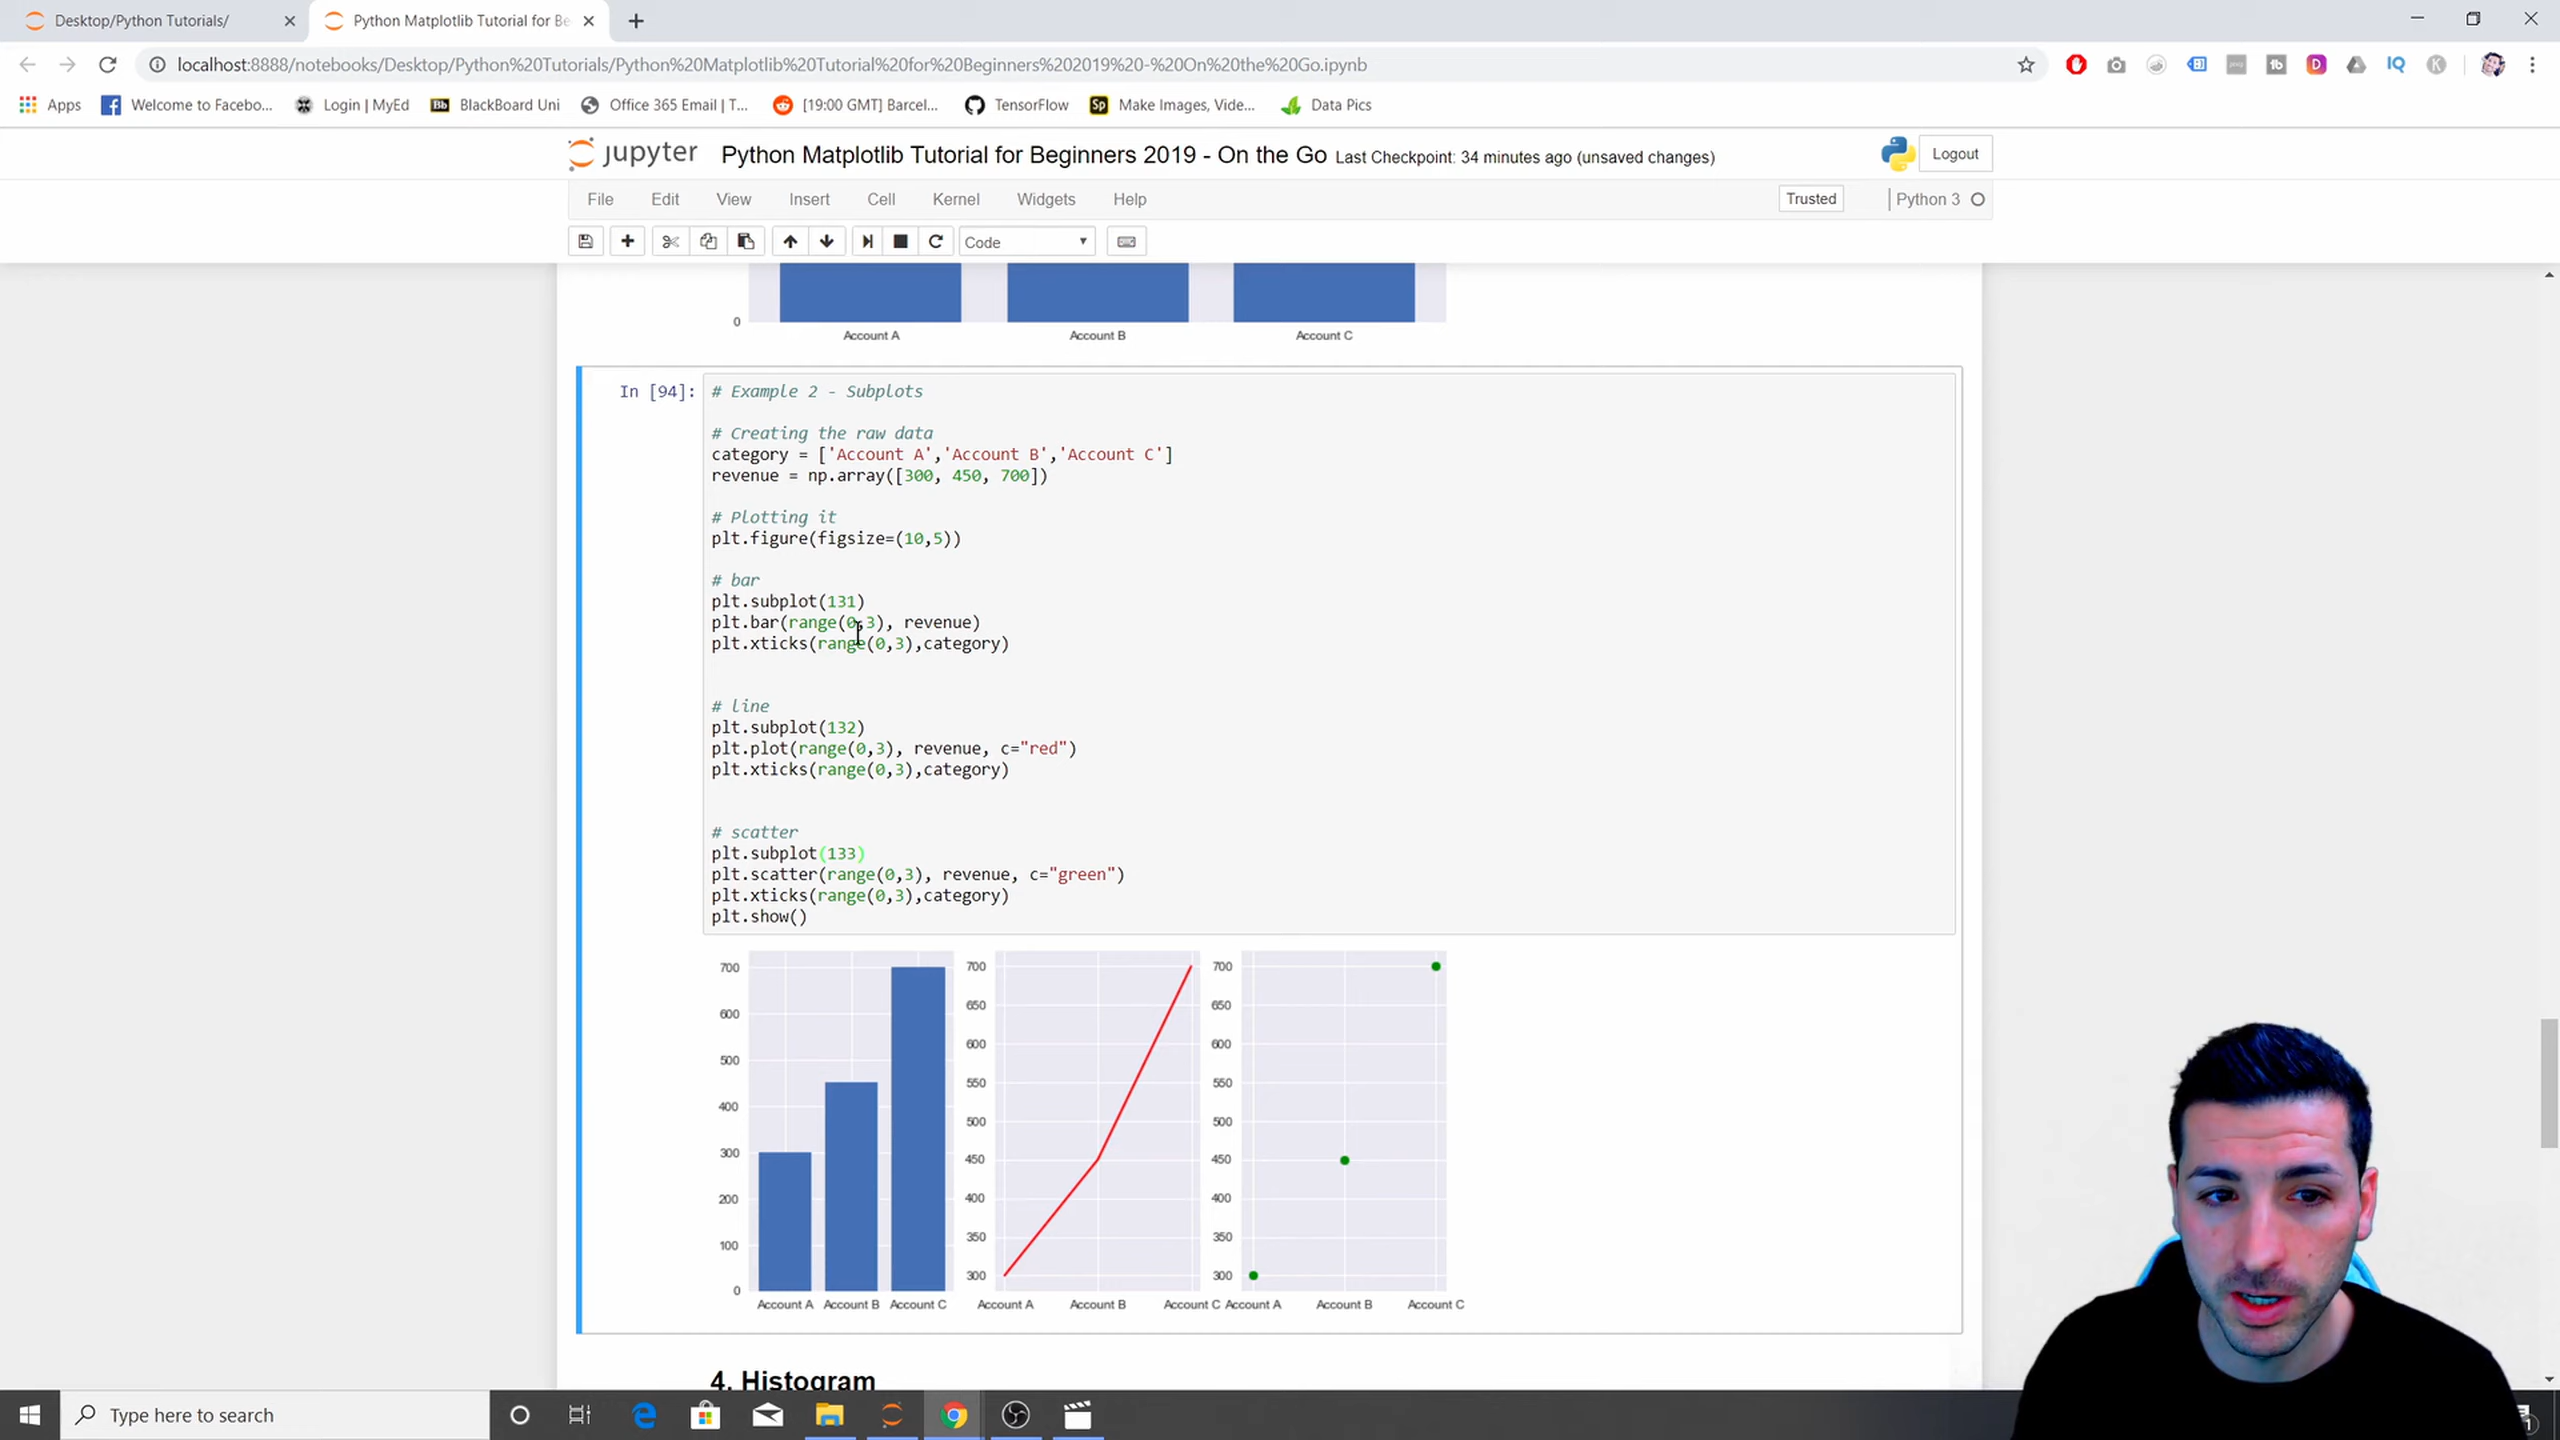 Desktop/Python Tutorials/
Python Matplotlib Tutorial for Be
localhost:8888/notebooks/Desktop/Python%20Tutorials/Python%20Matplotlib%20Tutorial%20for%20Beginners%202019%20-%20On%20the%20Go.ipynb
Apps
Welcome to Facebo...
Login | MyEd
Bb BlackBoard Uni
Office 365 Email | T...
[19:00 GMT] Barcel...
TensorFlow
Sp Make Images, Vide...
Data Pics
jupyter Python Matplotlib Tutorial for Beginners 2019 - On the Go Last Checkpoint: 34 minutes ago (unsaved changes)
Logout
File Edit View Insert Cell Kernel Widgets Help
Trusted
Python 3
Code
0
Account A Account B Account C
In [94]:
# Example 2 - Subplots
# Creating the raw data
category = ['Account A','Account B','Account C']
revenue = np.array([300, 450, 700])
# Plotting it
plt.figure(figsize=(10,5))
# bar
plt.subplot(131)
plt.bar(range(0,3), revenue)
plt.xticks(range(0,3),category)
# line
plt.subplot(132)
plt.plot(range(0,3), revenue, c="red")
plt.xticks(range(0,3),category)
# scatter
plt.subplot(133)
plt.scatter(range(0,3), revenue, c="green")
plt.xticks(range(0,3),category)
plt.show()
700
600
500
400
300
200
100
0
Account A Account B Account C
700
650
600
550
500
450
400
350
300
Account A Account B Account C
700
650
600
550
500
450
400
350
300
Account A Account B Account C
4. Histogram
Type here to search